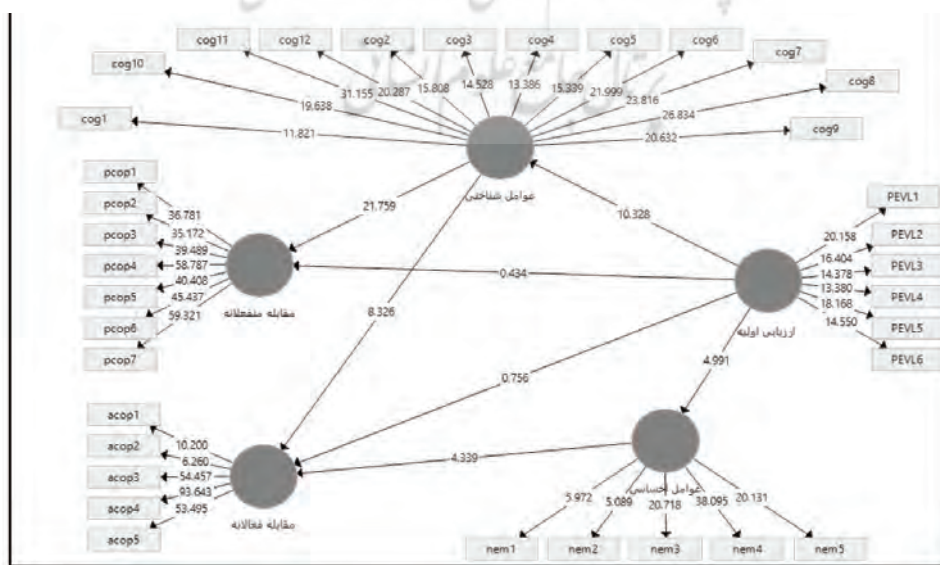 cog11
cog12
cog2
cog3
cog4
cog5
cog6
cog7
cog10
cog8
cog1
cog9
31.155
20.287
15.808
14.528
13.386
15.339
21.999
23.816
19.638
26.834
11.821
20.632
عوامل شناختی
pcop1
pcop2
pcop3
pcop4
pcop5
pcop6
pcop7
36.781
35.172
39.489
58.787
40.408
45.437
59.321
مقابله منفعلانه
21.759
10.328
0.434
8.326
0.756
4.991
4.339
PEVL1
PEVL2
PEVL3
PEVL4
PEVL5
PEVL6
20.158
16.404
14.378
13.380
18.168
14.550
ارزیابی اولیه
acop1
acop2
acop3
acop4
acop5
10.200
6.260
54.457
93.643
53.495
مقابله فعالانه
عوامل احساسی
5.972
5.089
20.718
38.095
20.131
nem1
nem2
nem3
nem4
nem5